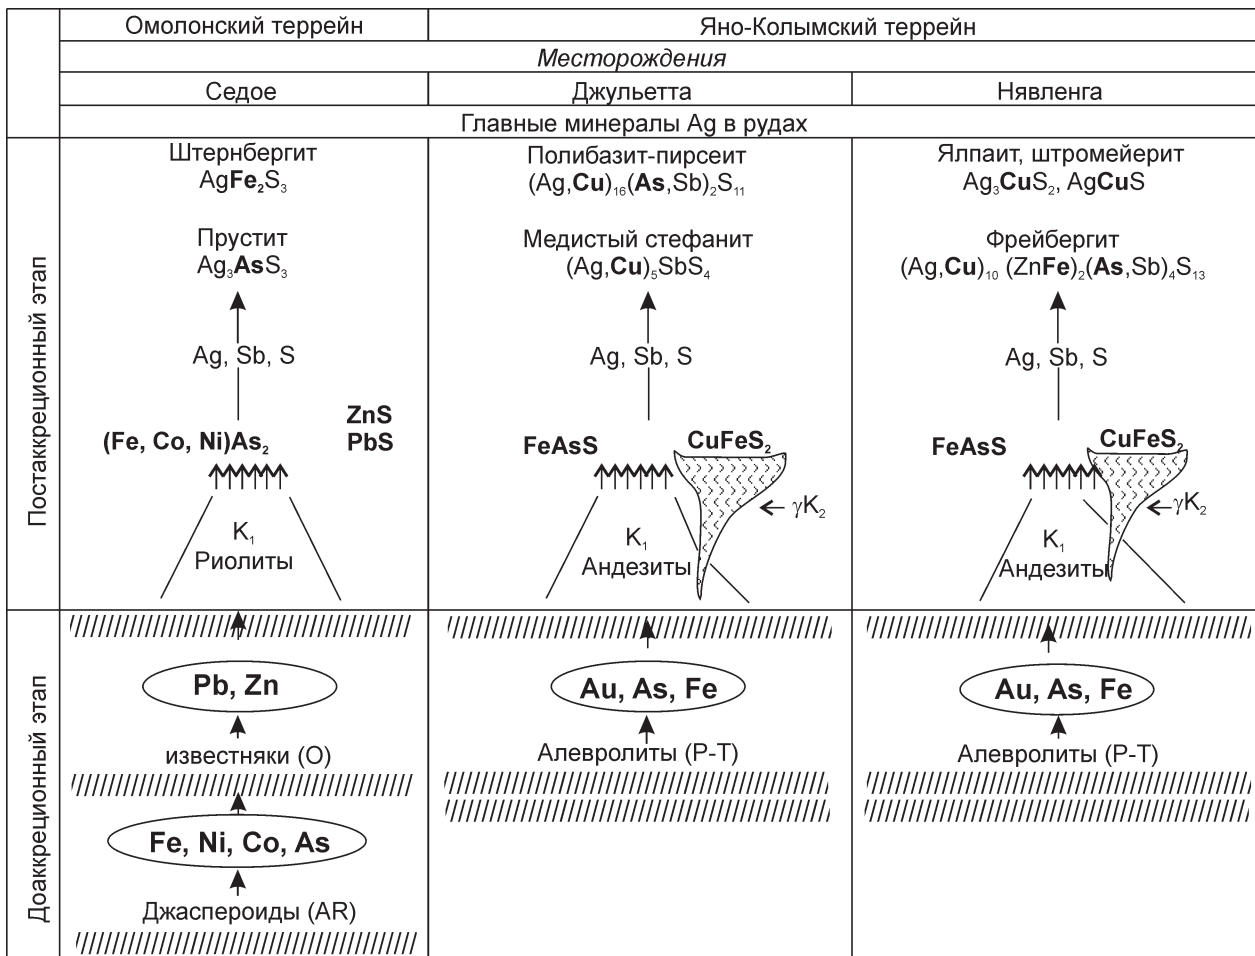 Омолонский террейн
Яно-Колымский террейн
Месторождения
Седое
Джульетта
Нявленга
Главные минералы Ag в рудах
Постаккреционный этап
Штернбергит
AgFe₂S₃
Прустит
Ag₃AsS₃
Ag, Sb, S
ZnS
PbS
(Fe, Co, Ni)As₂
K₁
Риолиты
Полибазит-пирсеит
(Ag,Cu)₁₆(As,Sb)₂S₁₁
Медистый стефанит
(Ag,Cu)₅SbS₄
Ag, Sb, S
FeAsS
CuFeS₂
γK₂
K₁
Андезиты
Ялпаит, штромейерит
Ag₃CuS₂, AgCuS
Фрейбергит
(Ag,Cu)₁₀ (ZnFe)₂(As,Sb)₄S₁₃
Ag, Sb, S
FeAsS
CuFeS₂
γK₂
K₁
Андезиты
Доаккреционный этап
Pb, Zn
известняки (O)
Fe, Ni, Co, As
Джаспероиды (AR)
Au, As, Fe
Алевролиты (P-T)
Au, As, Fe
Алевролиты (P-T)